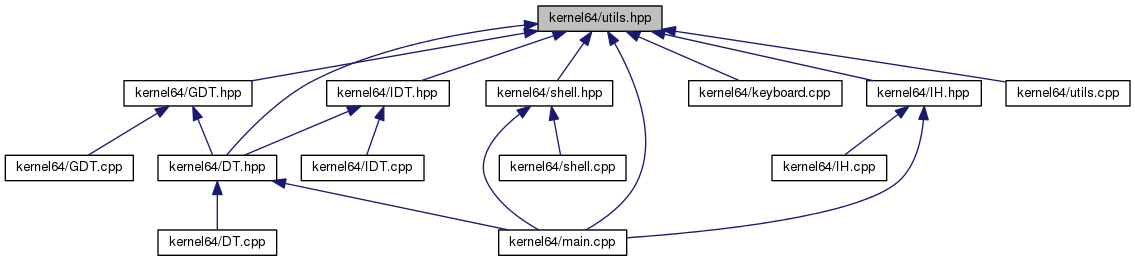 kernel64/utils.hpp
kernel64/GDT.hpp
kernel64/IDT.hpp
kernel64/shell.hpp
kernel64/keyboard.cpp
kernel64/IH.hpp
kernel64/utils.cpp
kernel64/GDT.cpp
kernel64/DT.hpp
kernel64/IDT.cpp
kernel64/shell.cpp
kernel64/IH.cpp
kernel64/DT.cpp
kernel64/main.cpp